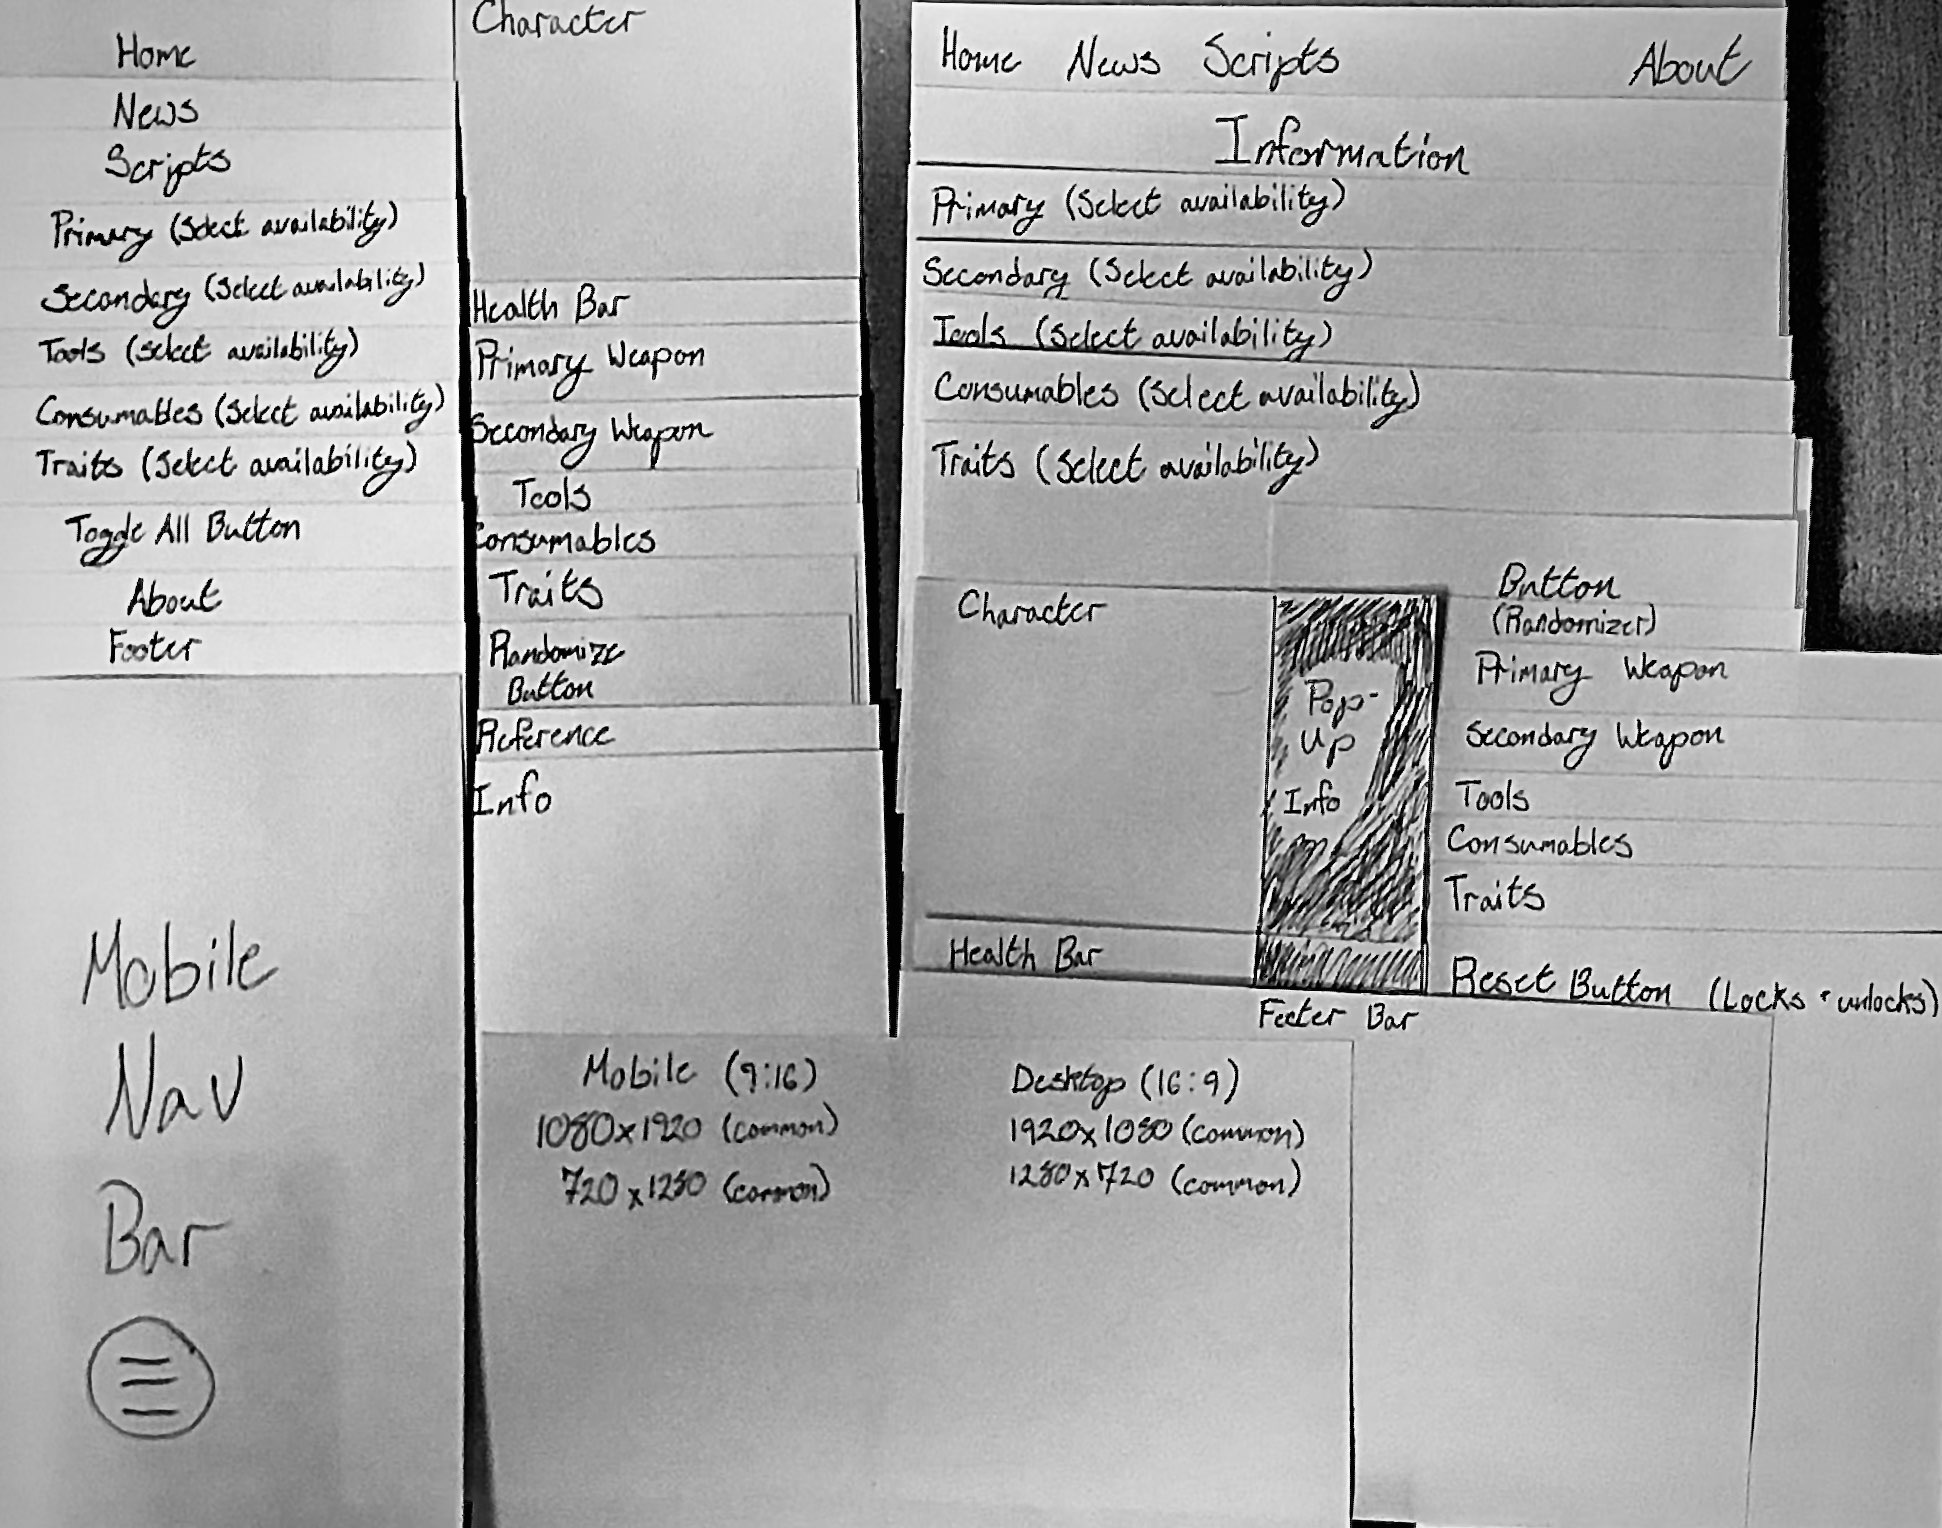 Home
News
Scripts
Primary (Select availability)
Secondary (Select availability)
Tools (Select availability)
Consumables (Select availability)
Traits (Select availability)
Toggle All Button
About
Footer
Mobile
Nav
Bar
Character
Health Bar
Primary Weapon
Secondary Weapon
Tools
Consumables
Traits
Randomize
Button
Reference
Info
Home News Scripts About
Information
Primary (Select availability)
Secondary (Select availability)
Tools (Select availability)
Consumables (Select availability)
Traits (Select availability)
Character
Health Bar
Pop-
Up
Info
Button
(Randomizer)
Primary Weapon
Secondary Weapon
Tools
Consumables
Traits
Reset Button (Locks + unlocks)
Footer Bar
Mobile (9:16)
1080x1920 (common)
720x1280 (common)
Desktop (16:9)
1920x1080 (common)
1280x720 (common)